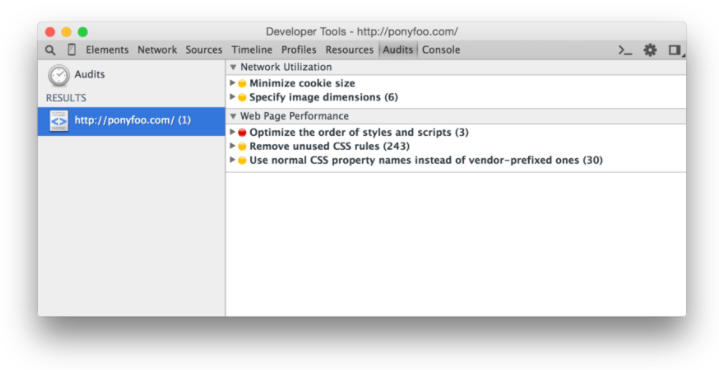 Developer Tools - http://ponyfoo.com/
Elements Network Sources Timeline Profiles Resources Audits Console
Audits
RESULTS
http://ponyfoo.com/ (1)
Network Utilization
Minimize cookie size
Specify image dimensions (6)
Web Page Performance
Optimize the order of styles and scripts (3)
Remove unused CSS rules (243)
Use normal CSS property names instead of vendor-prefixed ones (30)